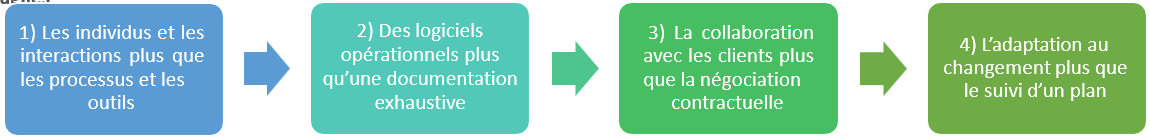 1) Les individus et les
interactions plus que
les processus et les
outils
2) Des logiciels
opérationnels plus
qu'une documentation
exhaustive
3) La collaboration
avec les clients plus
que la négociation
contractuelle
4) L'adaptation au
changement plus que
le suivi d'un plan